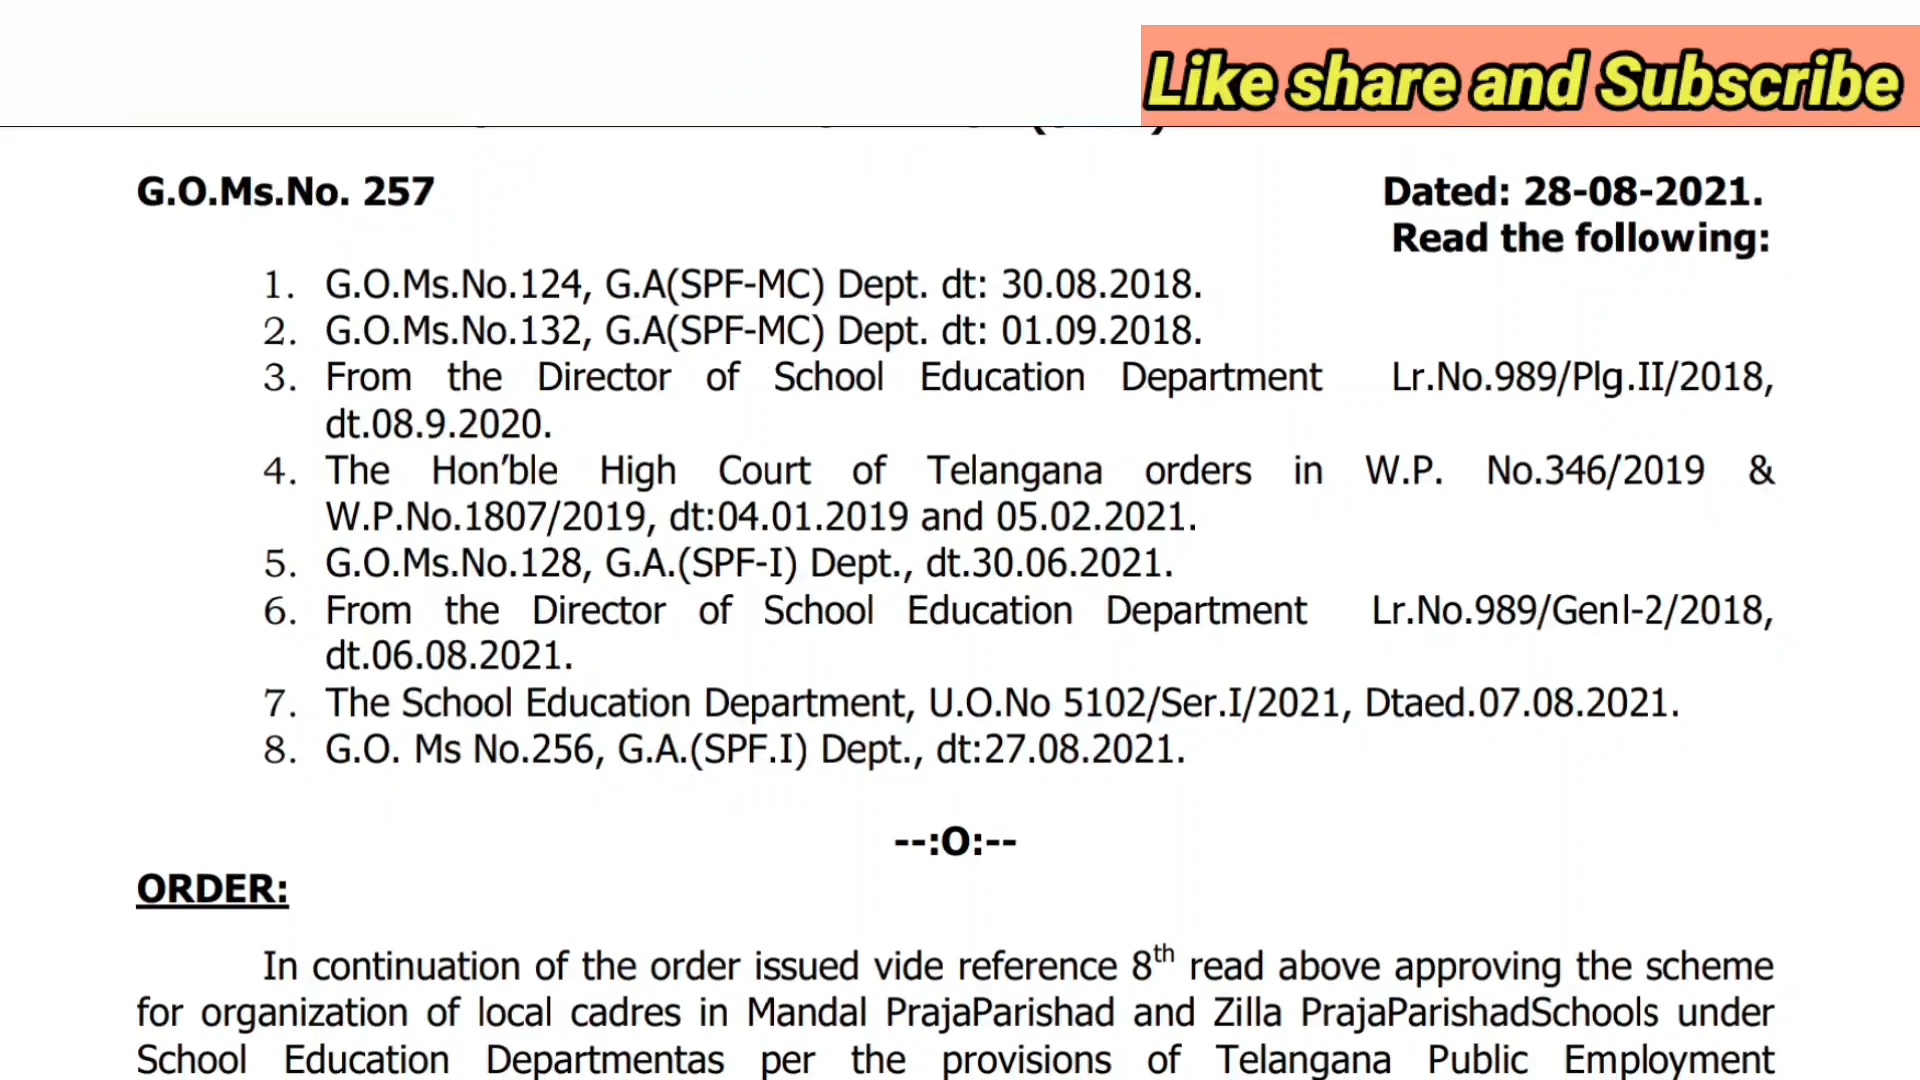 Like share and Subscribe
G.O.Ms.No. 257
Dated: 28-08-2021.
Read the following:
1. G.O.Ms.No.124, G.A(SPF-MC) Dept. dt: 30.08.2018.
2. G.O.Ms.No.132, G.A(SPF-MC) Dept. dt: 01.09.2018.
3. From the Director of School Education Department Lr.No.989/Plg.II/2018,
dt.08.9.2020.
4. The Hon’ble High Court of Telangana orders in W.P. No.346/2019 &
W.P.No.1807/2019, dt:04.01.2019 and 05.02.2021.
5. G.O.Ms.No.128, G.A.(SPF-I) Dept., dt.30.06.2021.
6. From the Director of School Education Department Lr.No.989/Genl-2/2018,
dt.06.08.2021.
7. The School Education Department, U.O.No 5102/Ser.I/2021, Dtaed.07.08.2021.
8. G.O. Ms No.256, G.A.(SPF.I) Dept., dt:27.08.2021.
--:O:--
ORDER:
In continuation of the order issued vide reference 8th read above approving the scheme
for organization of local cadres in Mandal PrajaParishad and Zilla PrajaParishadSchools under
School Education Departmentas per the provisions of Telangana Public Employment